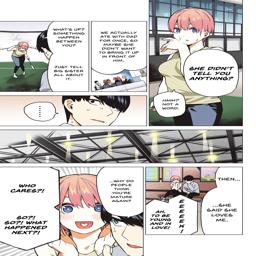 SHE DIDN'T
TELL YOU
ANYTHING?
HMM?
NOT A
WORD.
WE ACTUALLY
ATE WITH DAD
FOR ONCE, SO
MAYBE SHE
DIDN'T WANT
TO BRING IT UP
IN FRONT OF
HIM.
WHAT'S UP?
SOMETHING
HAPPEN
BETWEEN
YOU?
JUST TELL
BIG SISTER
ALL ABOUT
IT.
THEN...
...SHE SAID SHE
LOVES
ME.
EEEEK
AH,
TO BE
YOUNG
AND IN
LOVE!
...WHY DO
PEOPLE
THINK
YOU'RE
MATURE
AGAIN?
WHO
CARES?!
SO?!
SO?! WHAT
HAPPENED
NEXT?!